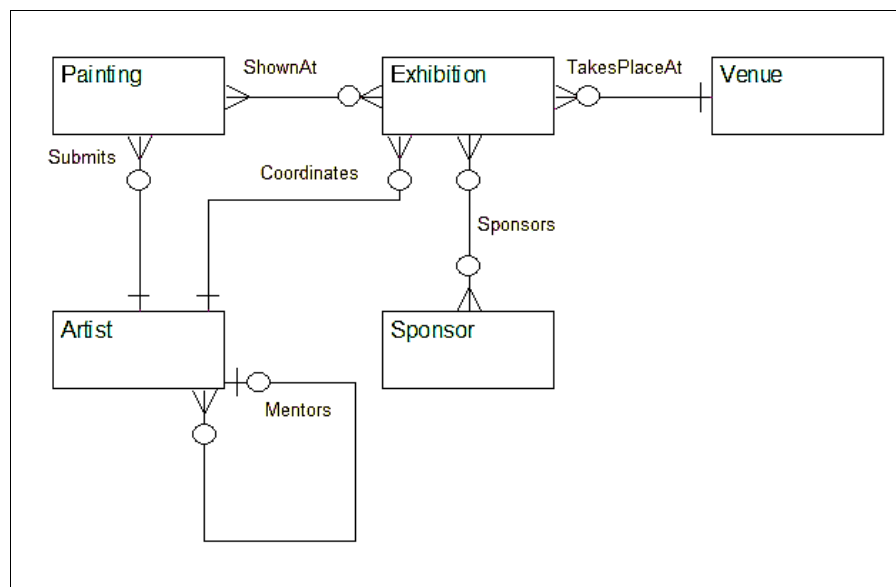 Painting
ShownAt
Exhibition
TakesPlaceAt
Venue
Submits
Coordinates
Sponsors
Artist
Sponsor
Mentors